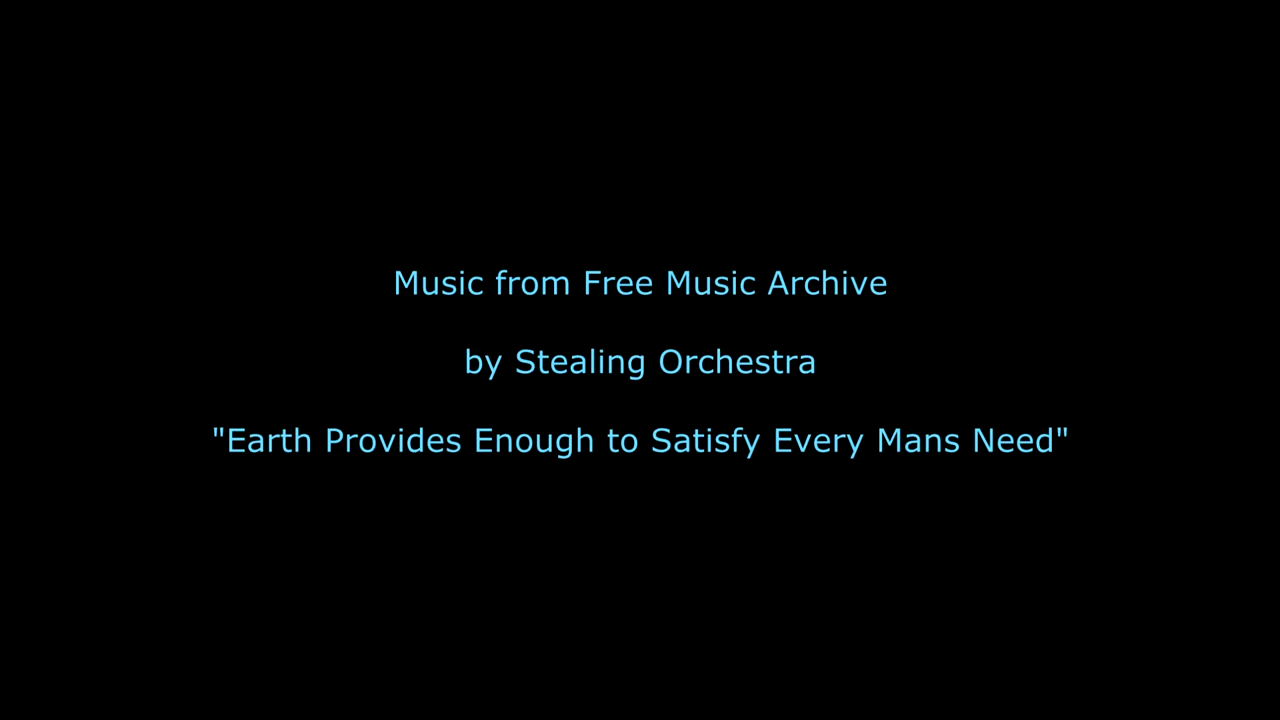 Music from Free Music Archive
by Stealing Orchestra
"Earth Provides Enough to Satisfy Every Mans Need"